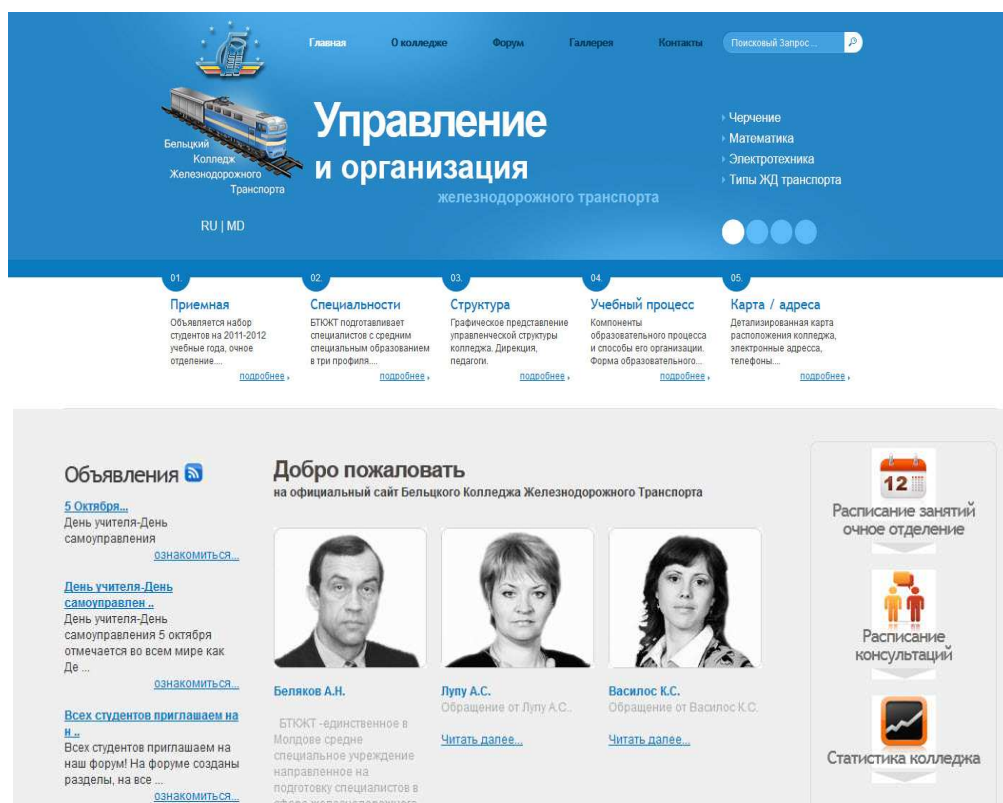 Главная О колледже Форум Галлерея Контакты Поисковый Запрос...
Бельцкий
Колледж
Железнодорожного
Транспорта
RU | MD
Управление
и организация
железнодорожного транспорта
Черчение
Математика
Электротехника
Типы ЖД транспорта
01.
Приемная
Объявляется набор
студентов на 2011-2012
учебные года, очное
отделение....
подробнее
02.
Специальности
БТЮКТ подготавливает
специалистов с средним
специальным образованием
в три профиля....
подробнее
03.
Структура
Графическое представление
управленческой структуры
колледжа. Дирекция,
педагоги.
подробнее
04.
Учебный процесс
Компоненты
образовательного процесса
и способы его организации.
Форма образовательного...
подробнее
05.
Карта / адреса
Детализированная карта
расположения колледжа,
электронные адресса,
телефоны....
подробнее
Объявления
5 Октября...
День учителя-День
самоуправления
ознакомиться...
День учителя-День
самоуправлен ..
День учителя-День
самоуправления 5 октября
отмечается во всем мире как
Де ...
ознакомиться...
Всех студентов приглашаем на
н ..
Всех студентов приглашаем на
наш форум! На форуме созданы
разделы, на все ...
ознакомиться...
Добро пожаловать
на официальный сайт Бельцкого Колледжа Железнодорожного Транспорта
Беляков А.Н.
БТЮКТ -единственное в
Молдове средне
специальное учреждение
направленное на
подготовку специалистов в
сфере железнодорожного
Лупу А.С.
Обращение от Лупу А.С..
Читать далее...
Василос К.С.
Обращение от Василос К.С.
Читать далее...
12
Расписание занятий
очное отделение
Расписание
консультаций
Статистика колледжа